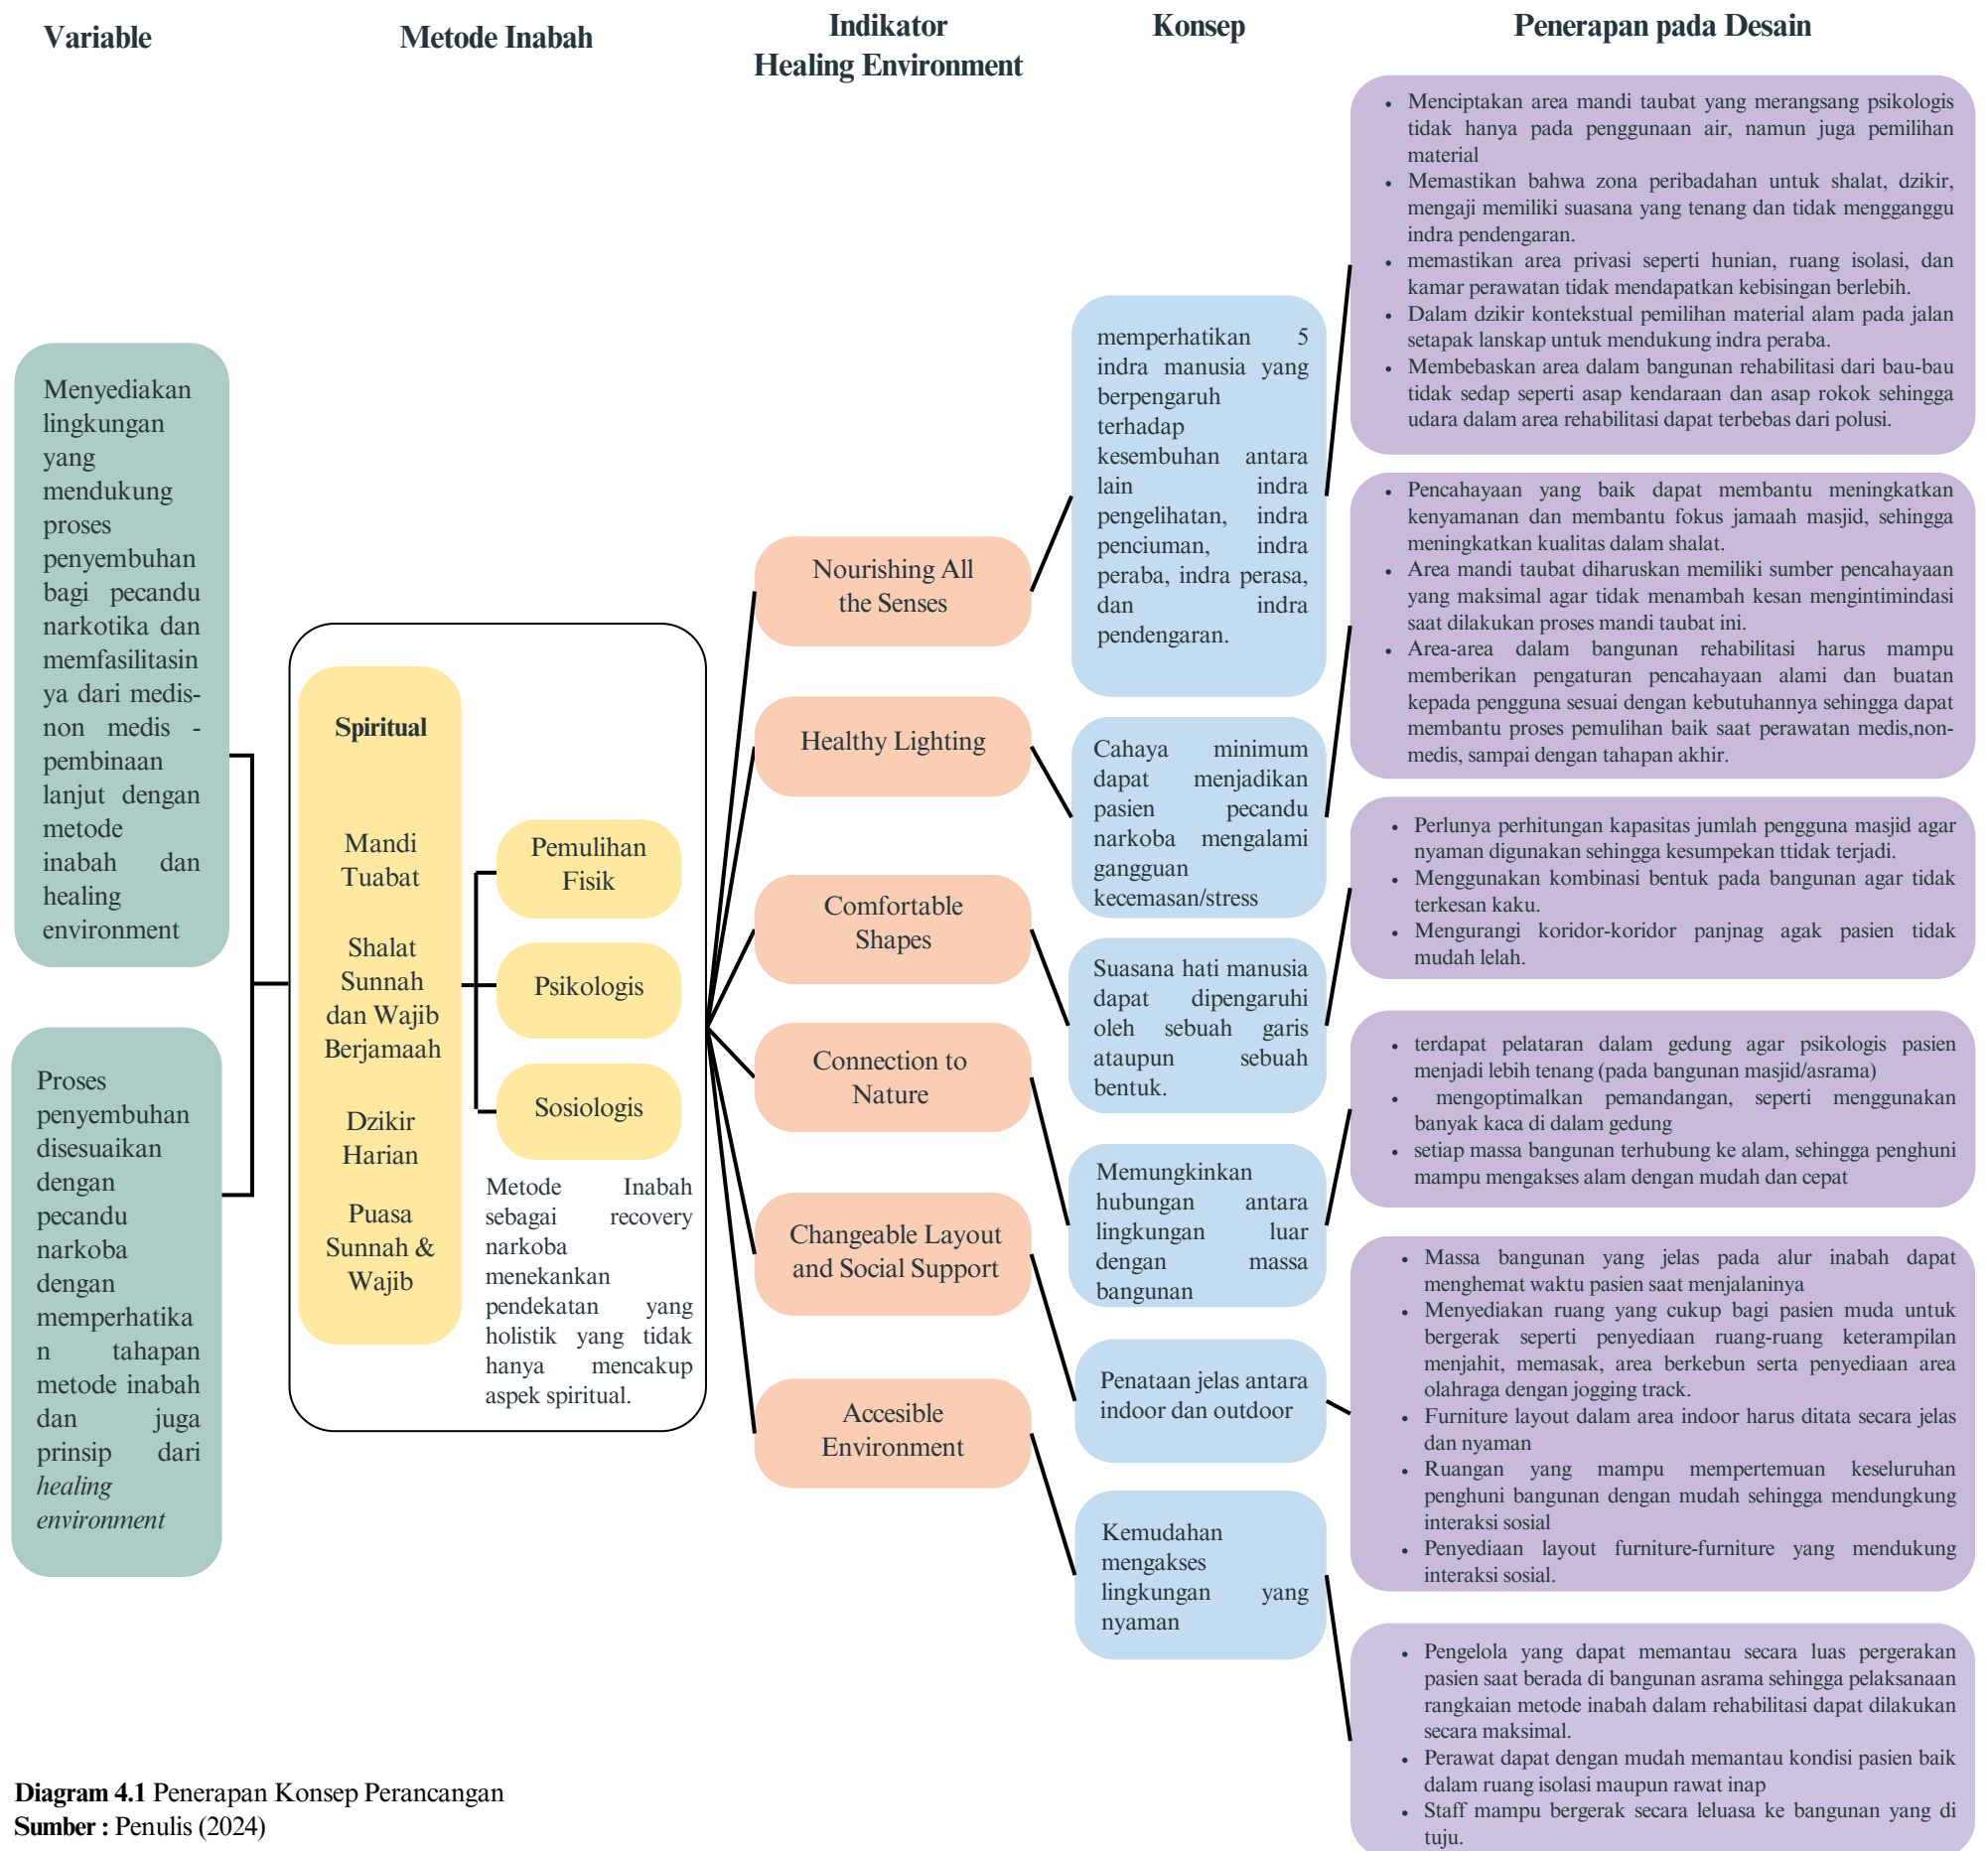 Variable
Metode Inabah
Indikator
Healing Environment
Konsep
Penerapan pada Desain
Menyediakan
lingkungan
yang
mendukung
proses
penyembuhan
bagi pecandu
narkotika dan
memfasilitasin
ya dari medis-
non medis -
pembinaan
lanjut dengan
metode
inabah dan
healing
environment
Proses
penyembuhan
disesuaikan
dengan
pecandu
narkoba
dengan
memperhatika
n tahapan
metode inabah
dan juga
prinsip dari
healing
environment
Spiritual
Mandi
Tuabat
Shalat
Sunnah
dan Wajib
Berjamaah
Dzikir
Harian
Puasa
Sunnah &
Wajib
Pemulihan
Fisik
Psikologis
Sosiologis
Metode Inabah
sebagai recovery
narkoba
menekankan
pendekatan yang
holistik yang tidak
hanya mencakup
aspek spiritual.
Nourishing All
the Senses
Healthy Lighting
Comfortable
Shapes
Connection to
Nature
Changeable Layout
and Social Support
Accesible
Environment
memperhatikan 5
indra manusia yang
berpengaruh
terhadap
kesembuhan antara
lain indra
pengelihatan, indra
penciuman, indra
peraba, indra perasa,
dan indra
pendengaran.
Cahaya minimum
dapat menjadikan
pasien pecandu
narkoba mengalami
gangguan
kecemasan/stress
Suasana hati manusia
dapat dipengaruhi
oleh sebuah garis
ataupun sebuah
bentuk.
Memungkinkan
hubungan antara
lingkungan luar
dengan massa
bangunan
Penataan jelas antara
indoor dan outdoor
Kemudahan
mengakses
lingkungan yang
nyaman
• Menciptakan area mandi taubat yang merangsang psikologis
tidak hanya pada penggunaan air, namun juga pemilihan
material
• Memastikan bahwa zona peribadahan untuk shalat, dzikir,
mengaji memiliki suasana yang tenang dan tidak mengganggu
indra pendengaran.
• memastikan area privasi seperti hunian, ruang isolasi, dan
kamar perawatan tidak mendapatkan kebisingan berlebih.
• Dalam dzikir kontekstual pemilihan material alam pada jalan
setapak lanskap untuk mendukung indra peraba.
• Membebaskan area dalam bangunan rehabilitasi dari bau-bau
tidak sedap seperti asap kendaraan dan asap rokok sehingga
udara dalam area rehabilitasi dapat terbebas dari polusi.
• Pencahayaan yang baik dapat membantu meningkatkan
kenyamanan dan membantu fokus jamaah masjid, sehingga
meningkatkan kualitas dalam shalat.
• Area mandi taubat diharuskan memiliki sumber pencahayaan
yang maksimal agar tidak menambah kesan mengintimindasi
saat dilakukan proses mandi taubat ini.
• Area-area dalam bangunan rehabilitasi harus mampu
memberikan pengaturan pencahayaan alami dan buatan
kepada pengguna sesuai dengan kebutuhannya sehingga dapat
membantu proses pemulihan baik saat perawatan medis,non-
medis, sampai dengan tahapan akhir.
• Perlunya perhitungan kapasitas jumlah pengguna masjid agar
nyaman digunakan sehingga kesumpekan ttidak terjadi.
• Menggunakan kombinasi bentuk pada bangunan agar tidak
terkesan kaku.
• Mengurangi koridor-koridor panjnag agak pasien tidak
mudah lelah.
• terdapat pelataran dalam gedung agar psikologis pasien
menjadi lebih tenang (pada bangunan masjid/asrama)
• mengoptimalkan pemandangan, seperti menggunakan
banyak kaca di dalam gedung
• setiap massa bangunan terhubung ke alam, sehingga penghuni
mampu mengakses alam dengan mudah dan cepat
• Massa bangunan yang jelas pada alur inabah dapat
menghemat waktu pasien saat menjalaninya
• Menyediakan ruang yang cukup bagi pasien muda untuk
bergerak seperti penyediaan ruang-ruang keterampilan
menjahit, memasak, area berkebun serta penyediaan area
olahraga dengan jogging track.
• Furniture layout dalam area indoor harus ditata secara jelas
dan nyaman
• Ruangan yang mampu mempertemuan keseluruhan
penghuni bangunan dengan mudah sehingga mendungkung
interaksi sosial
• Penyediaan layout furniture-furniture yang mendukung
interaksi sosial.
• Pengelola yang dapat memantau secara luas pergerakan
pasien saat berada di bangunan asrama sehingga pelaksanaan
rangkaian metode inabah dalam rehabilitasi dapat dilakukan
secara maksimal.
• Perawat dapat dengan mudah memantau kondisi pasien baik
dalam ruang isolasi maupun rawat inap
• Staff mampu bergerak secara leluasa ke bangunan yang di
tuju.
Diagram 4.1 Penerapan Konsep Perancangan
Sumber : Penulis (2024)